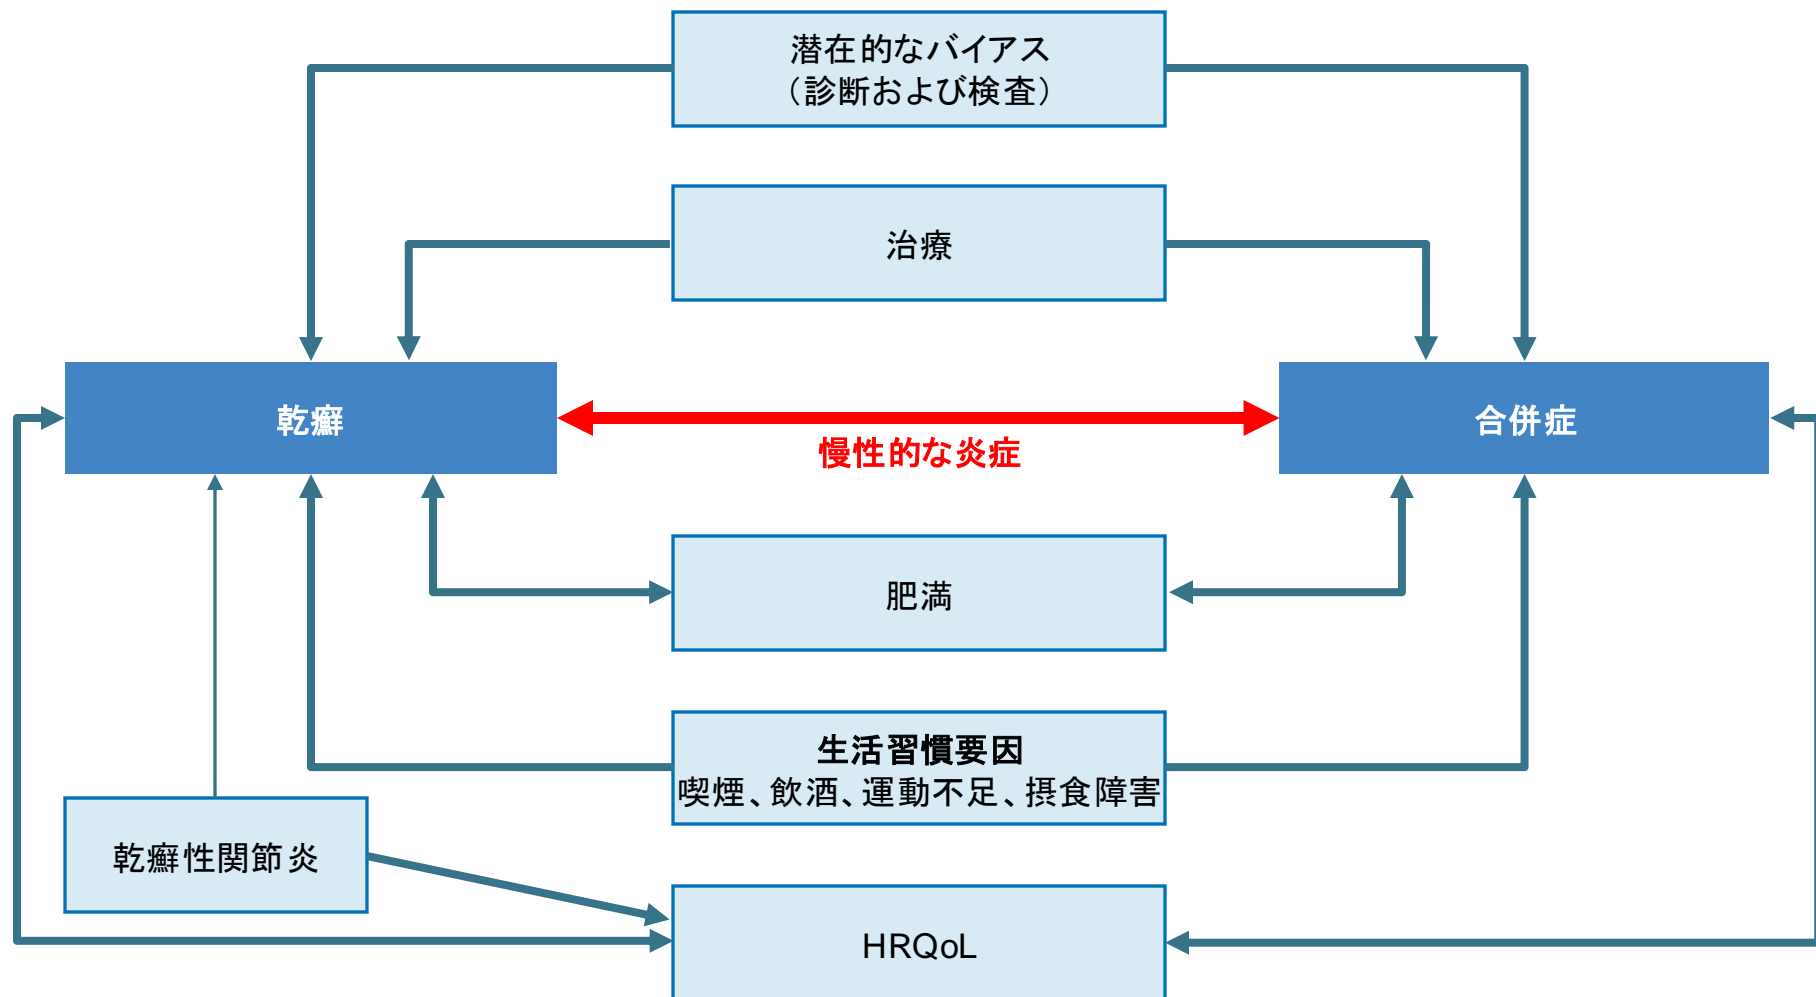 潜在的なバイアス
（診断および検査）
治療
乾癬
合併症
慢性的な炎症
肥満
生活習慣要因
喫煙、飲酒、運動不足、摂食障害
乾癬性関節炎
HRQoL